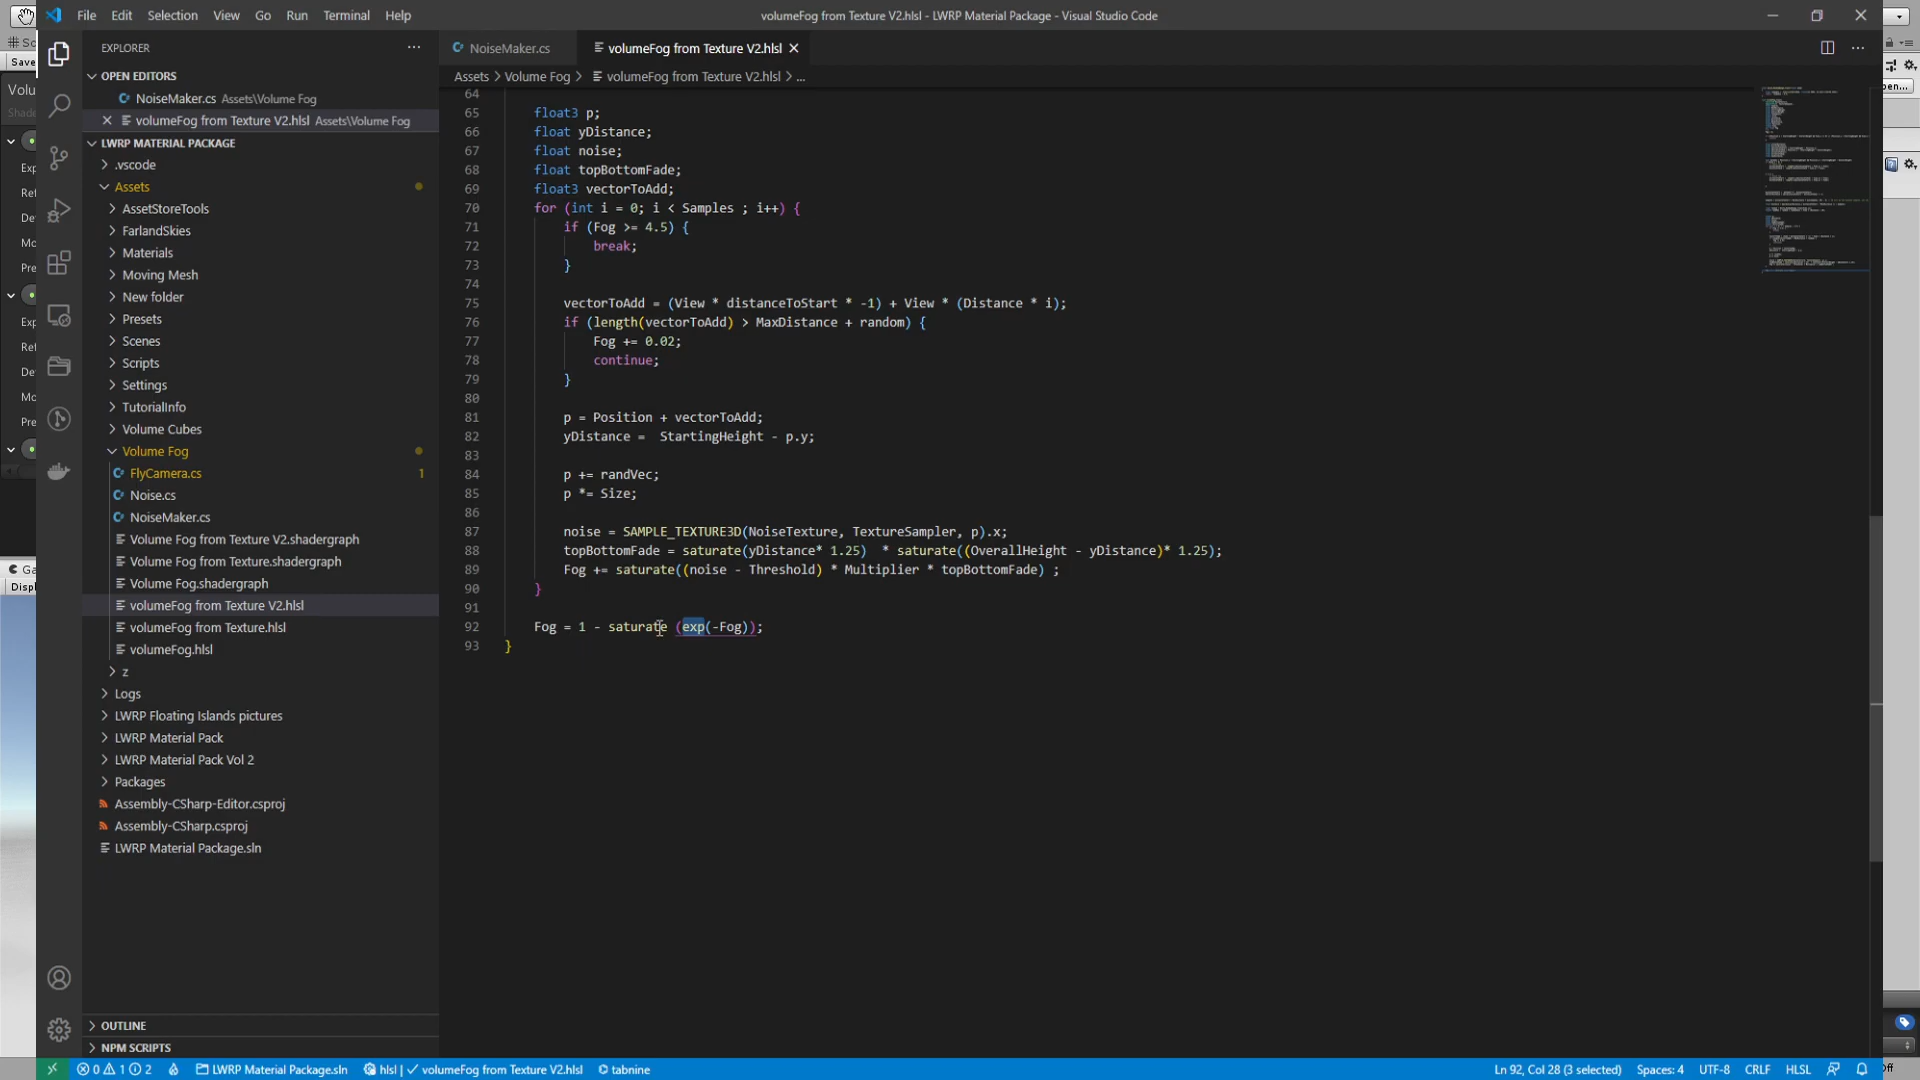 File Edit Selection View Go Run Terminal Help
volumeFog from Texture V2.hlsl - LWRP Material Package - Visual Studio Code
Save
EXPLORER
OPEN EDITORS
NoiseMaker.cs Assets\Volume Fog
volumeFog from Texture V2.hlsl Assets\Volume Fog
LWRP MATERIAL PACKAGE
.vscode
Assets
AssetStoreTools
FarlandSkies
Materials
Moving Mesh
New folder
Presets
Scenes
Scripts
Settings
TutorialInfo
Volume Cubes
Volume Fog
FlyCamera.cs 1
Noise.cs
NoiseMaker.cs
Volume Fog from Texture V2.shadergraph
Volume Fog from Texture.shadergraph
Volume Fog.shadergraph
volumeFog from Texture V2.hlsl
volumeFog from Texture.hlsl
volumeFog.hlsl
z
Logs
LWRP Floating Islands pictures
LWRP Material Pack
LWRP Material Pack Vol 2
Packages
Assembly-CSharp-Editor.csproj
Assembly-CSharp.csproj
LWRP Material Package.sln
OUTLINE
NPM SCRIPTS
NoiseMaker.cs
volumeFog from Texture V2.hlsl
Assets > Volume Fog > volumeFog from Texture V2.hlsl > ...
64
65 float3 p;
66 float yDistance;
67 float noise;
68 float topBottomFade;
69 float3 vectorToAdd;
70 for (int i = 0; i < Samples ; i++) {
71 if (Fog >= 4.5) {
72 break;
73 }
74
75 vectorToAdd = (View * distanceToStart * -1) + View * (Distance * i);
76 if (length(vectorToAdd) > MaxDistance + random) {
77 Fog += 0.02;
78 continue;
79 }
80
81 p = Position + vectorToAdd;
82 yDistance =  StartingHeight - p.y;
83
84 p += randVec;
85 p *= Size;
86
87 noise = SAMPLE_TEXTURE3D(NoiseTexture, TextureSampler, p).x;
88 topBottomFade = saturate(yDistance* 1.25)  * saturate((OverallHeight - yDistance)* 1.25);
89 Fog += saturate((noise - Threshold) * Multiplier * topBottomFade) ;
90 }
91
92 Fog = 1 - saturate (exp(-Fog));
93 }
0 1 2 LWRP Material Package.sln hlsl | ✓ volumeFog from Texture V2.hlsl tabnine
Ln 92, Col 28 (3 selected) Spaces: 4 UTF-8 CRLF HLSL